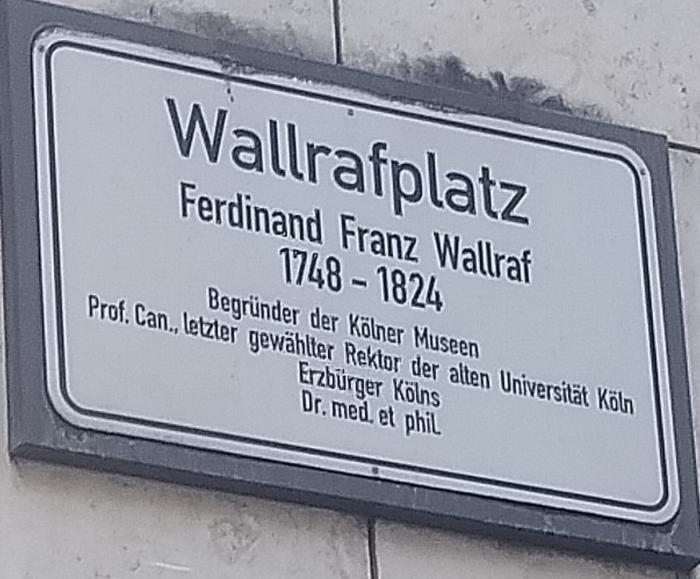 Wallrafplatz
Ferdinand Franz Wallraf
1748 - 1824
Begründer der Kölner Museen
Prof. Can., letzter gewählter Rektor der alten Universität Köln
Erzbürger Kölns
Dr. med. et phil.